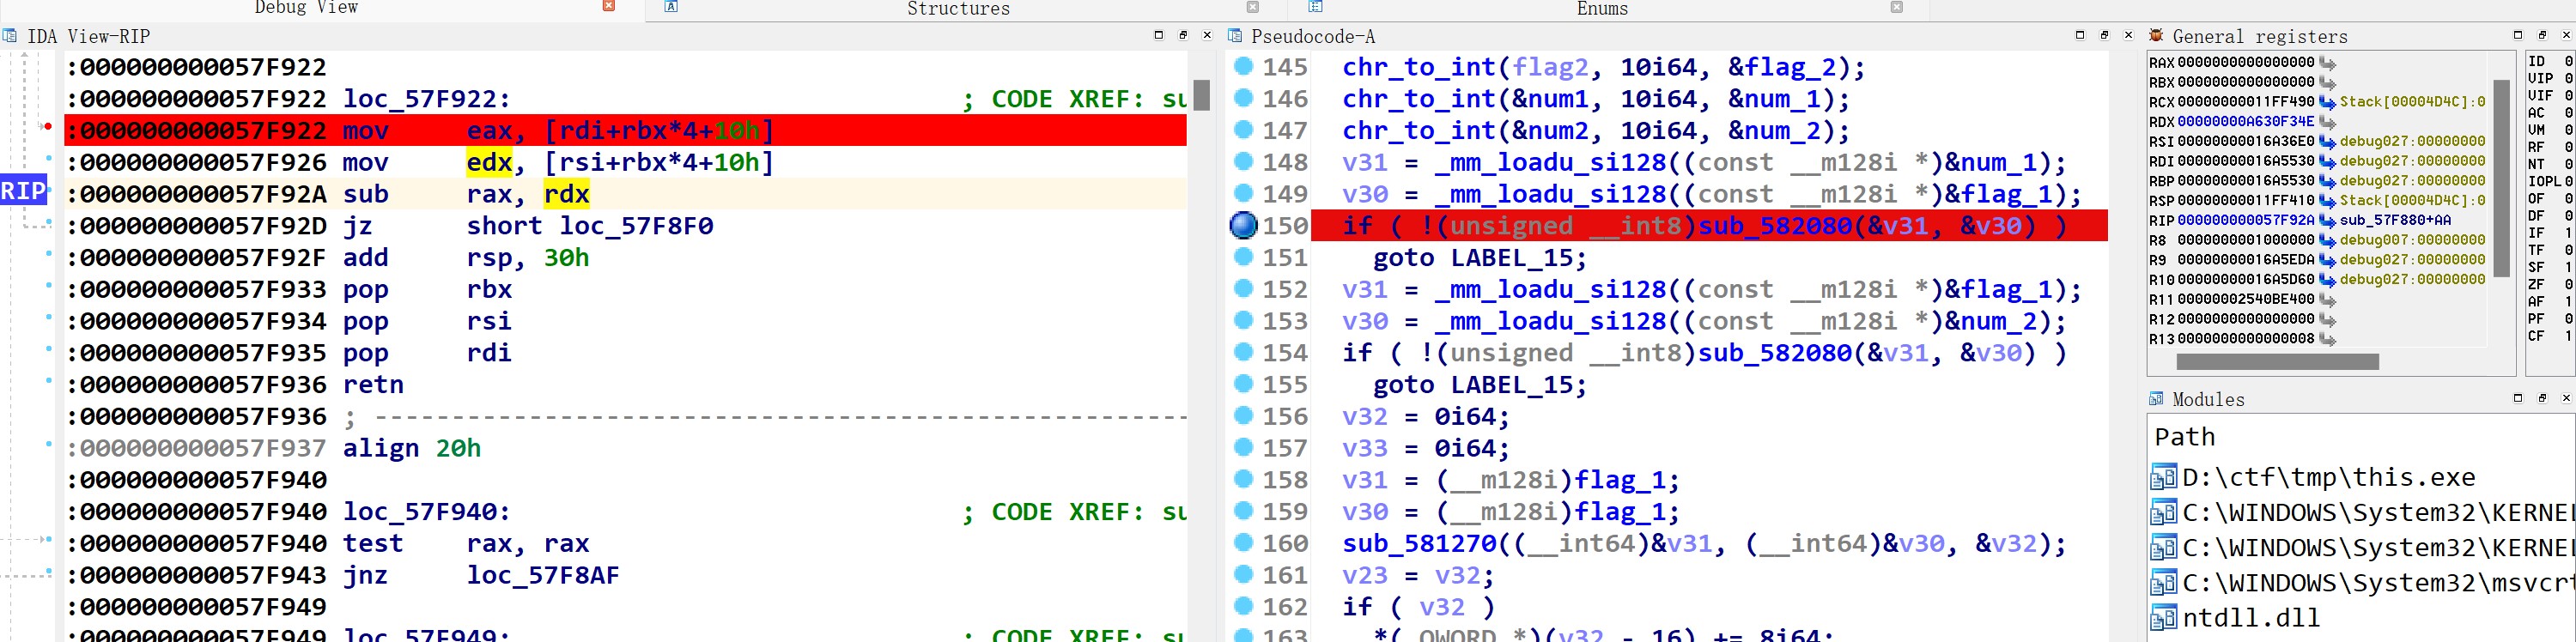 Debug View
Structures
Enums
IDA View-RIP
:000000000057F922
:000000000057F922 loc_57F922: ; CODE XREF: su
:000000000057F922 mov eax, [rdi+rbx*4+10h]
:000000000057F926 mov edx, [rsi+rbx*4+10h]
RIP
:000000000057F92A sub rax, rdx
:000000000057F92D jz short loc_57F8F0
:000000000057F92F add rsp, 30h
:000000000057F933 pop rbx
:000000000057F934 pop rsi
:000000000057F935 pop rdi
:000000000057F936 retn
:000000000057F936 ; ---------------------------------------------------
:000000000057F937 align 20h
:000000000057F940
:000000000057F940 loc_57F940: ; CODE XREF: su
:000000000057F940 test rax, rax
:000000000057F943 jnz loc_57F8AF
:000000000057F949
:000000000057F949 loc_57F949: ; CODE XREF: su
Pseudocode-A
145 chr_to_int(flag2, 10i64, &flag_2);
146 chr_to_int(&num1, 10i64, &num_1);
147 chr_to_int(&num2, 10i64, &num_2);
148 v31 = _mm_loadu_si128((const __m128i *)&num_1);
149 v30 = _mm_loadu_si128((const __m128i *)&flag_1);
150 if ( !(unsigned __int8)sub_582080(&v31, &v30) )
151 goto LABEL_15;
152 v31 = _mm_loadu_si128((const __m128i *)&flag_1);
153 v30 = _mm_loadu_si128((const __m128i *)&num_2);
154 if ( !(unsigned __int8)sub_582080(&v31, &v30) )
155 goto LABEL_15;
156 v32 = 0i64;
157 v33 = 0i64;
158 v31 = (__m128i)flag_1;
159 v30 = (__m128i)flag_1;
160 sub_581270((__int64)&v31, (__int64)&v30, &v32);
161 v23 = v32;
162 if ( v32 )
163 *(_QWORD *)(v32 - 16) += 8i64;
General registers
RAX 0000000000000000
RBX 0000000000000000
RCX 00000000011FF490 Stack[00004D4C]:0
RDX 00000000A630F34E
RSI 00000000016A36E0 debug027:00000000
RDI 00000000016A5530 debug027:00000000
RBP 00000000016A5530 debug027:00000000
RSP 00000000011FF410 Stack[00004D4C]:0
RIP 000000000057F92A sub_57F880+AA
R8 0000000001000000 debug007:00000000
R9 00000000016A5EDA debug027:00000000
R10 00000000016A5D60 debug027:00000000
R11 00000002540BE400
R12 0000000000000000
R13 0000000000000008
ID 0
VIP 0
VIF 0
AC 0
VM 0
RF 0
NT 0
IOPL 0
OF 0
DF 0
IF 1
TF 0
SF 1
ZF 0
AF 1
PF 0
CF 1
Modules
Path
D:\ctf\tmp\this.exe
C:\WINDOWS\System32\KERNEL
C:\WINDOWS\System32\KERNEL
C:\WINDOWS\System32\msvcrt
ntdll.dll